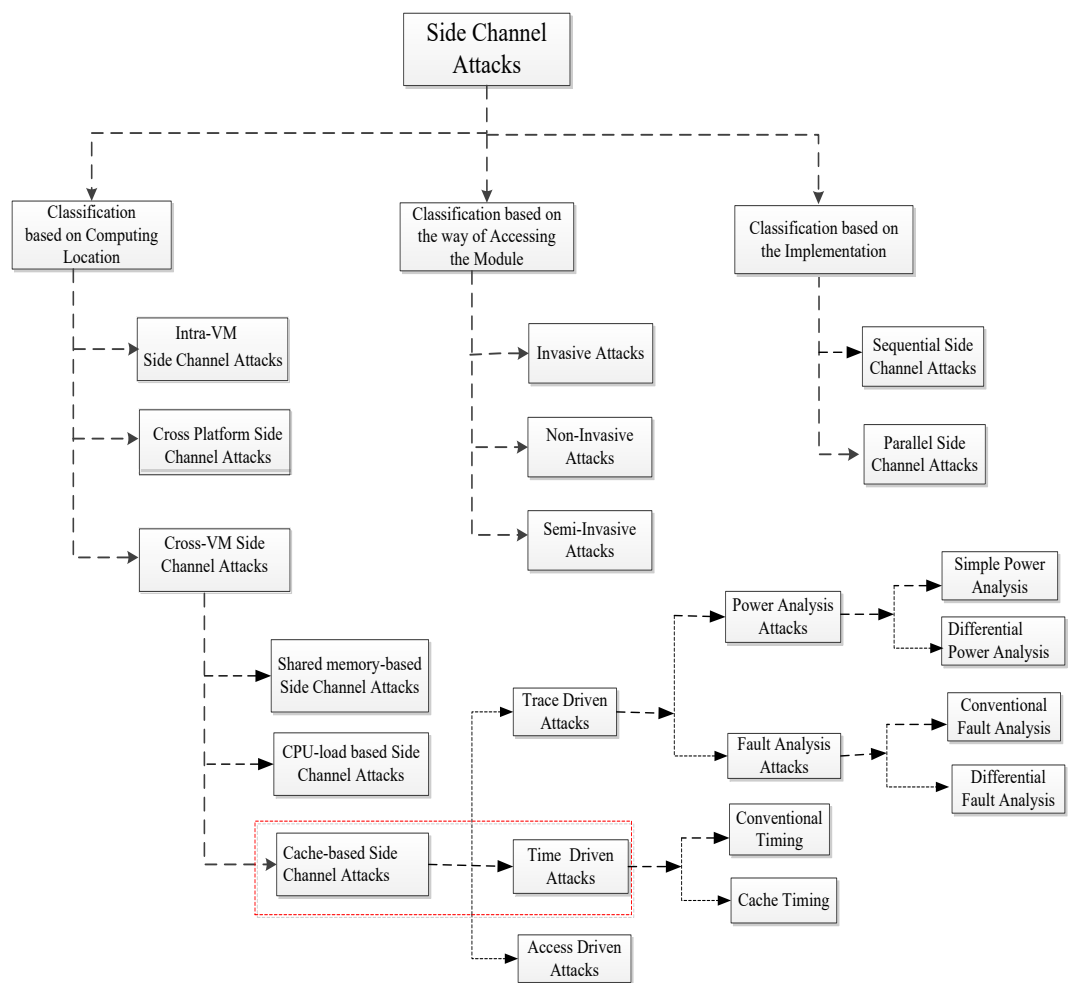 Side Channel
Attacks
Classification
based on Computing
Location
Classification based on
the way of Accessing
the Module
Classification based on
the Implementation
Intra-VM
Side Channel Attacks
Cross Platform Side
Channel Attacks
Cross-VM Side
Channel Attacks
Invasive Attacks
Non-Invasive
Attacks
Semi-Invasive
Attacks
Sequential Side
Channel Attacks
Parallel Side
Channel Attacks
Shared memory-based
Side Channel Attacks
CPU-load based Side
Channel Attacks
Cache-based Side
Channel Attacks
Trace Driven
Attacks
Time Driven
Attacks
Access Driven
Attacks
Power Analysis
Attacks
Fault Analysis
Attacks
Simple Power
Analysis
Differential
Power Analysis
Conventional
Fault Analysis
Differential
Fault Analysis
Conventional
Timing
Cache Timing